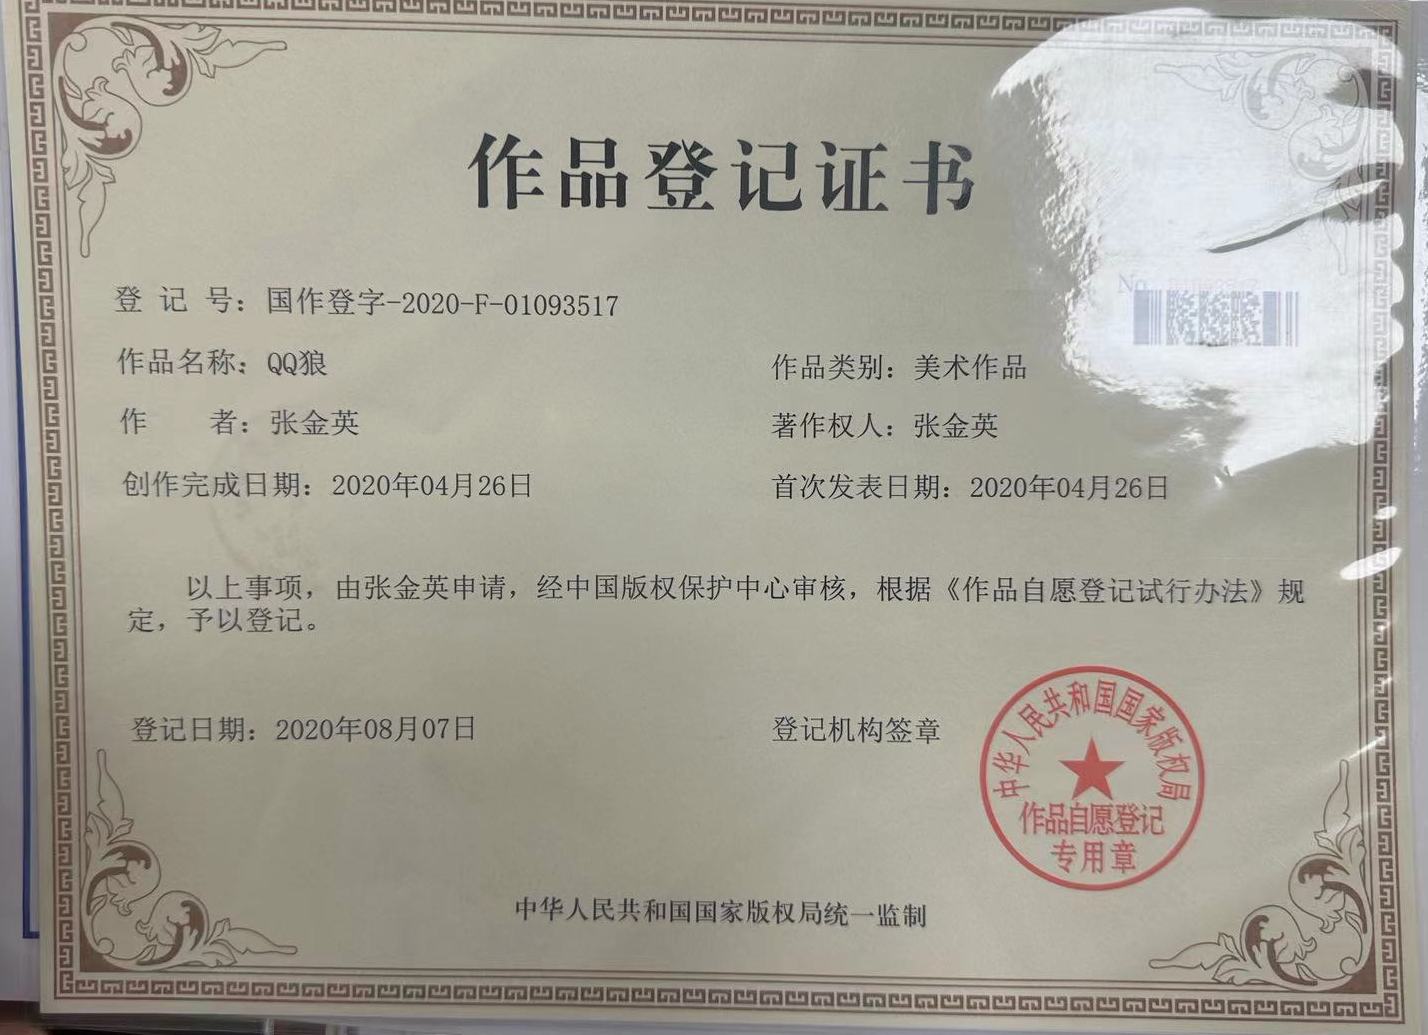 作品登记证书
No.
登 记 号：国作登字-2020-F-01093517
作品名称：QQ狼
作品类别：美术作品
作 者：张金英
著作权人：张金英
创作完成日期：2020年04月26日
首次发表日期：2020年04月26日
以上事项，由张金英申请，经中国版权保护中心审核，根据《作品自愿登记试行办法》规
定，予以登记。
登记日期：2020年08月07日
登记机构签章
中华人民共和国国家版权局
作品自愿登记
专用章
中华人民共和国国家版权局统一监制